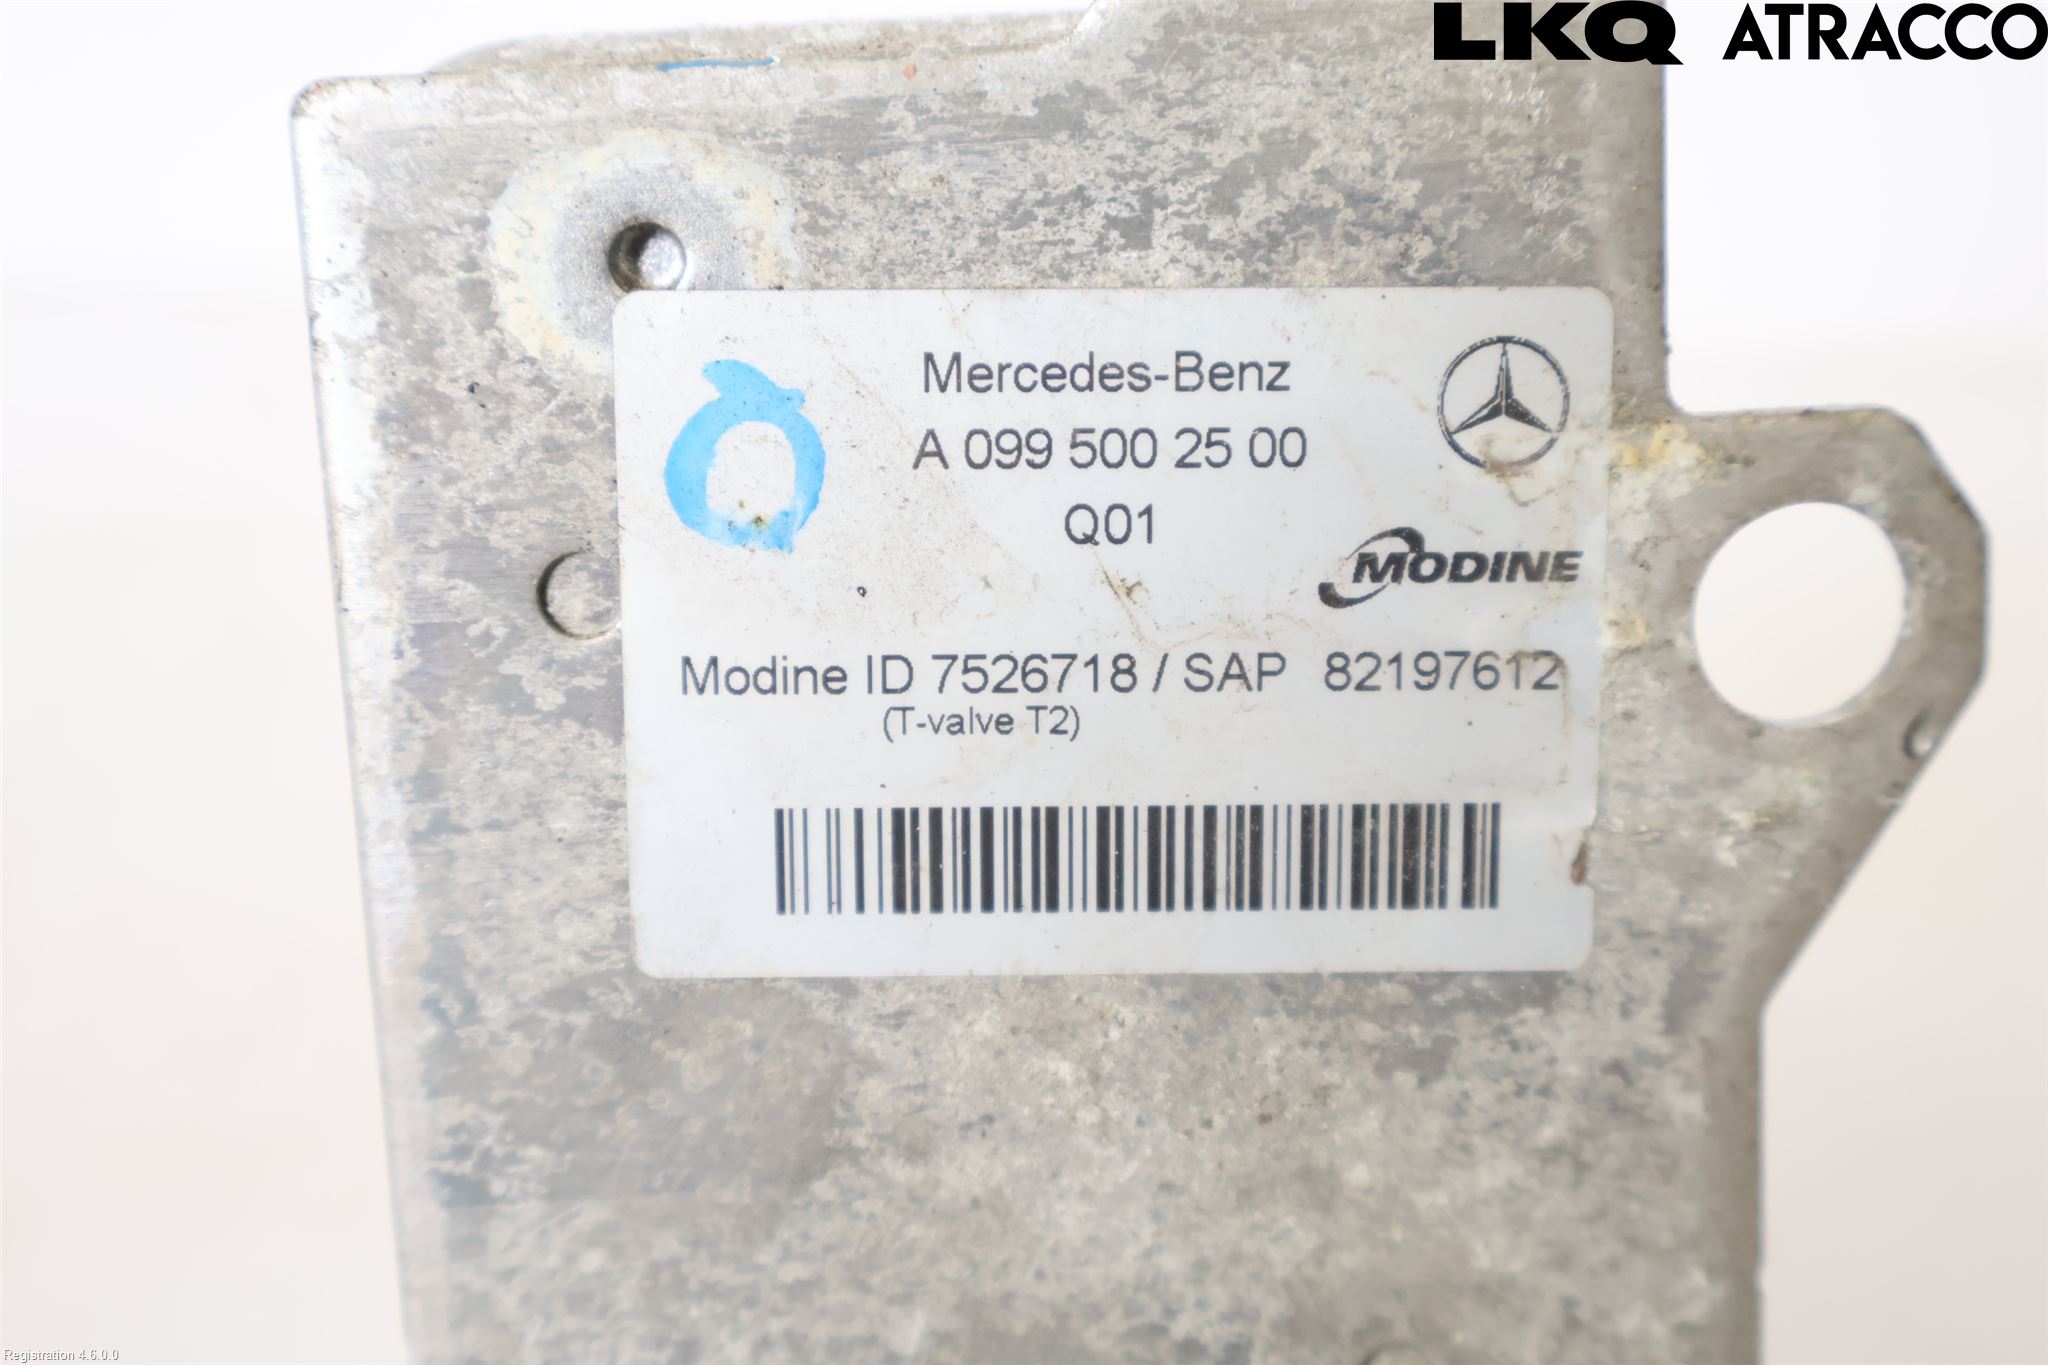 LKQ ATRACCO
Mercedes-Benz
A 099 500 25 00
Q01
MODINE
Modine ID 7526718 / SAP 82197612
(T-valve T2)
Registration 4.6.0.0